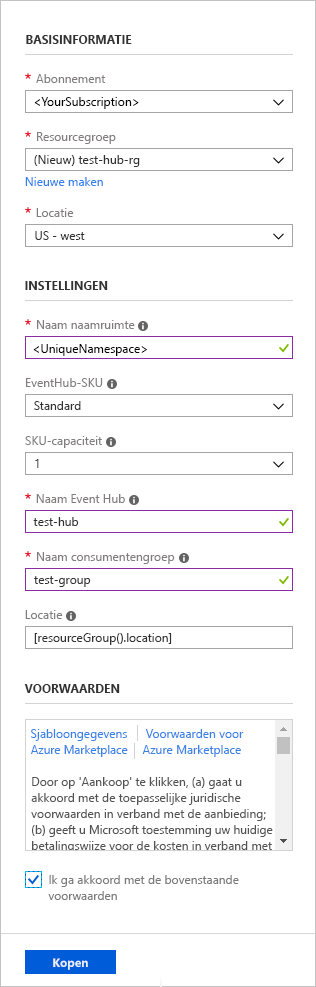 BASISINFORMATIE
* Abonnement
<YourSubscription>
* Resourcegroep
(Nieuw) test-hub-rg
Nieuwe maken
* Locatie
US - west
INSTELLINGEN
* Naam naamruimte
<UniqueNamespace>
EventHub-SKU
Standard
SKU-capaciteit
1
* Naam Event Hub
test-hub
* Naam consumentengroep
test-group
Locatie
[resourceGroup().location]
VOORWAARDEN
Sjabloongegevens | Voorwaarden voor
Azure Marketplace | Azure Marketplace
Door op 'Aankoop' te klikken, (a) gaat u
akkoord met de toepasselijke juridische
voorwaarden in verband met de aanbieding;
(b) geeft u Microsoft toestemming uw huidige
betalingswijze voor de kosten in verband met
Ik ga akkoord met de bovenstaande
voorwaarden
Kopen